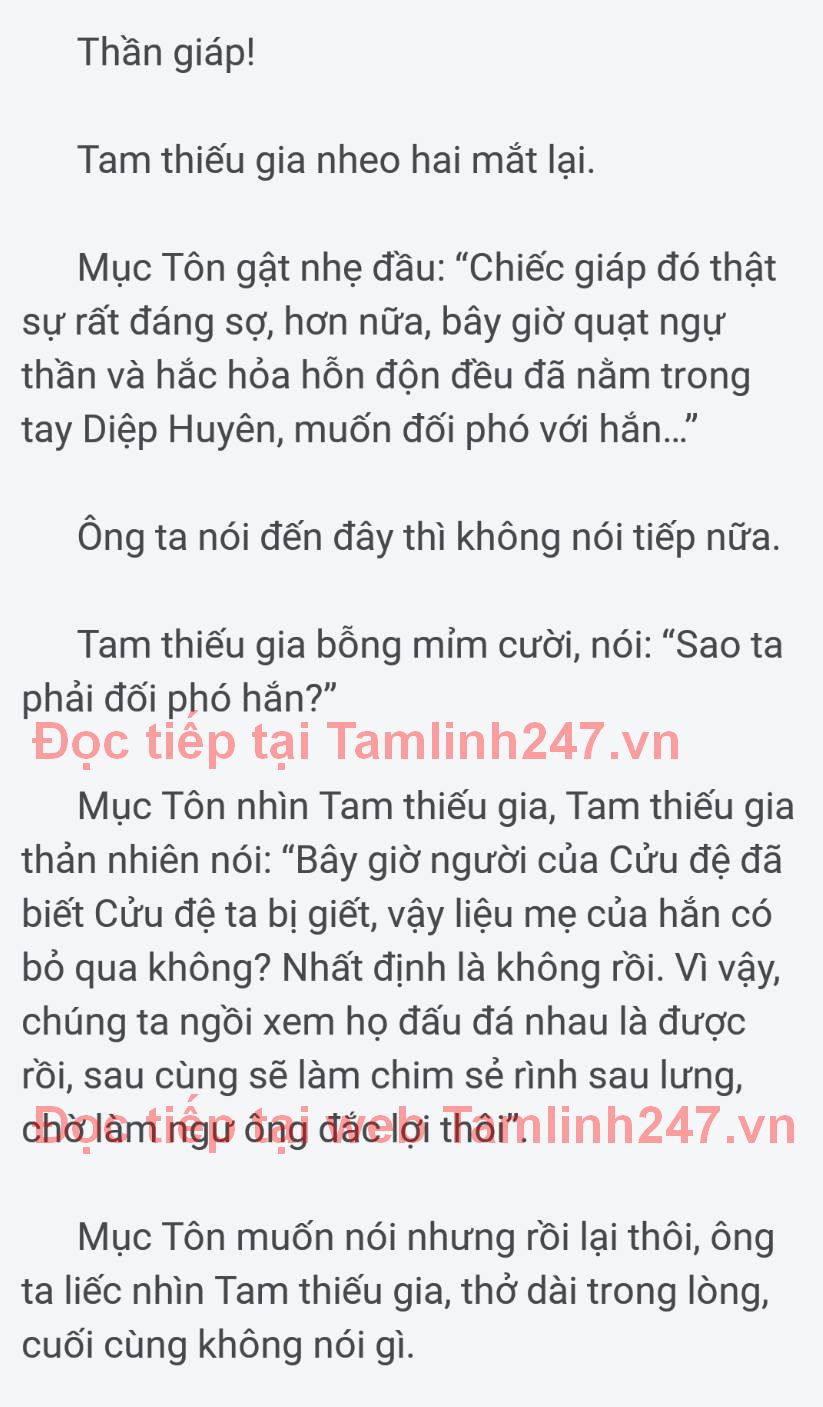 Thần giáp!
Tam thiếu gia nheo hai mắt lại.
Mục Tôn gật nhẹ đầu: “Chiếc giáp đó thật
sự rất đáng sợ, hơn nữa, bây giờ quạt ngự
thần và hắc hỏa hỗn độn đều đã nằm trong
tay Diệp Huyên, muốn đối phó với hắn...”
Ông ta nói đến đây thì không nói tiếp nữa.
Tam thiếu gia bỗng mỉm cười, nói: “Sao ta
phải đối phó hắn?”
Đọc tiếp tại Tamlinh247.vn
Mục Tôn nhìn Tam thiếu gia, Tam thiếu gia
thản nhiên nói: “Bây giờ người của Cửu đệ đã
biết Cửu đệ ta bị giết, vậy liệu mẹ của hắn có
bỏ qua không? Nhất định là không rồi. Vì vậy,
chúng ta ngồi xem họ đấu đá nhau là được
rồi, sau cùng sẽ làm chim sẻ rình sau lưng,
chờ làm ngư ông đắc lợi thôi”.
Đọc tiếp tại web Tamlinh247.vn
Mục Tôn muốn nói nhưng rồi lại thôi, ông
ta liếc nhìn Tam thiếu gia, thở dài trong lòng,
cuối cùng không nói gì.